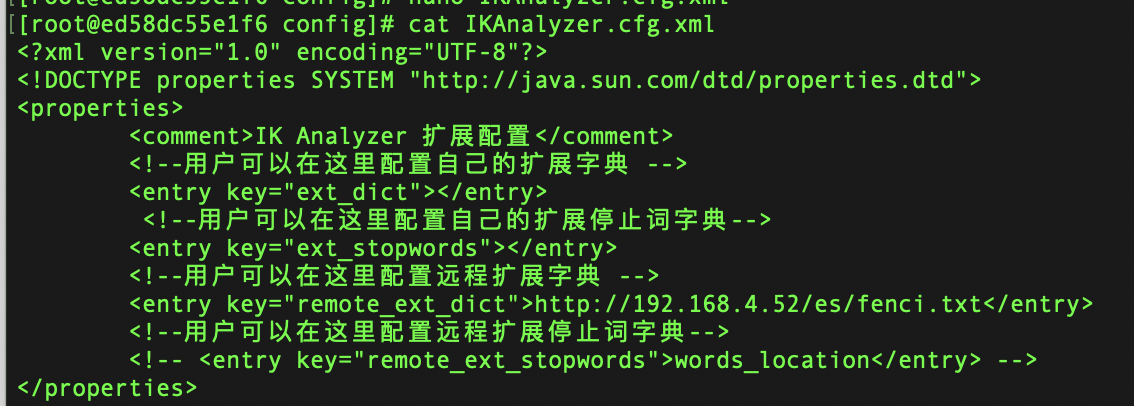 [[root@ed58dc55e1f6 config]# nano IKAnalyzer.cfg.xml
[[root@ed58dc55e1f6 config]# cat IKAnalyzer.cfg.xml
<?xml version="1.0" encoding="UTF-8"?>
<!DOCTYPE properties SYSTEM "http://java.sun.com/dtd/properties.dtd">
<properties>
        <comment>IK Analyzer 扩展配置</comment>
        <!--用户可以在这里配置自己的扩展字典 -->
        <entry key="ext_dict"></entry>
         <!--用户可以在这里配置自己的扩展停止词字典-->
        <entry key="ext_stopwords"></entry>
        <!--用户可以在这里配置远程扩展字典 -->
        <entry key="remote_ext_dict">http://192.168.4.52/es/fenci.txt</entry>
        <!--用户可以在这里配置远程扩展停止词字典-->
        <!-- <entry key="remote_ext_stopwords">words_location</entry> -->
</properties>